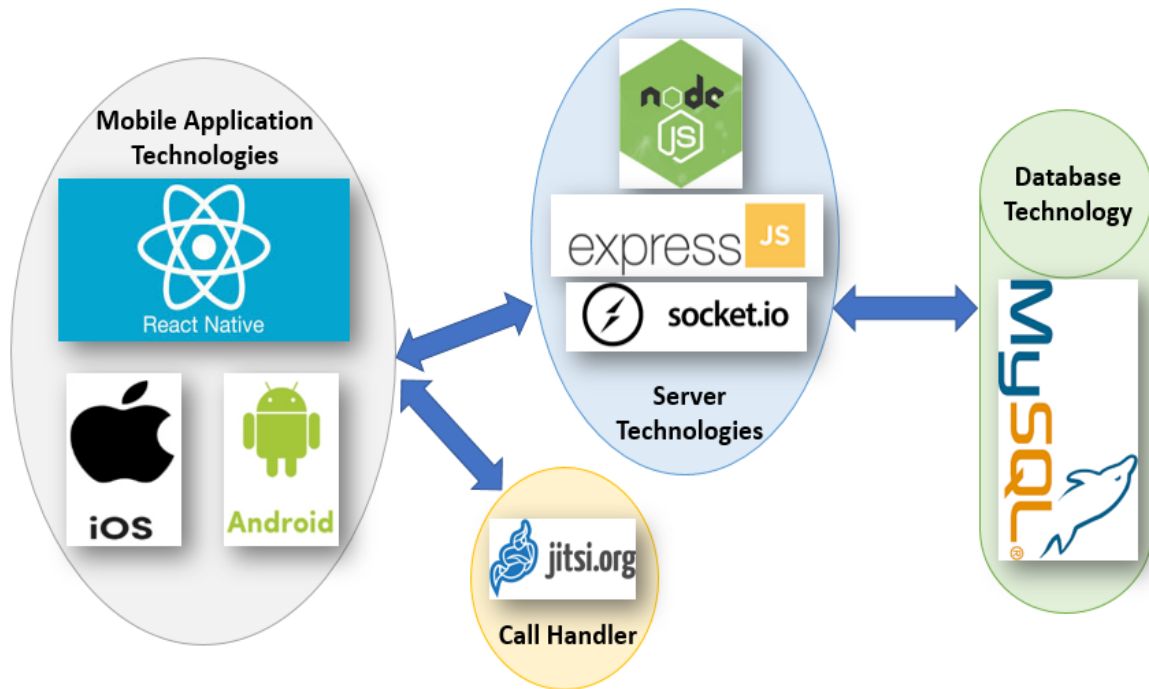 Mobile Application
Technologies
React Native
iOS
Android
node
JS
express JS
socket.io
Server
Technologies
jitsi.org
Call Handler
Database
Technology
MySQL®